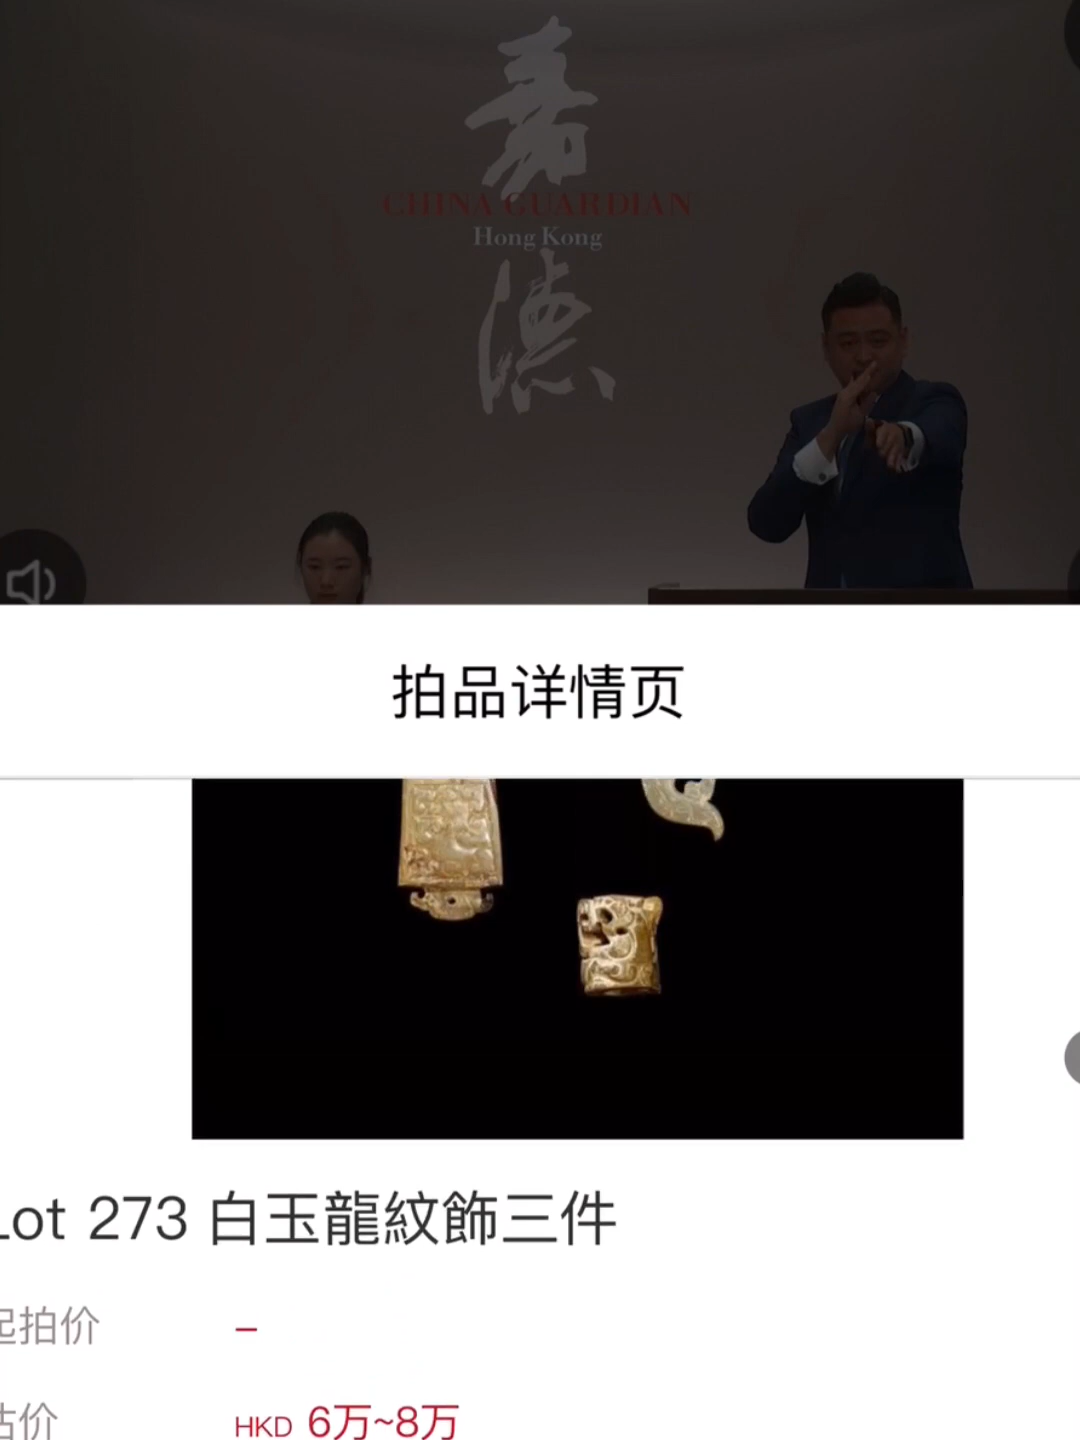 嘉
CHINA GUARDIAN
Hong Kong
德
拍品详情页
Lot 273 白玉龍紋飾三件
起拍价 –
估价 HKD 6万~8万